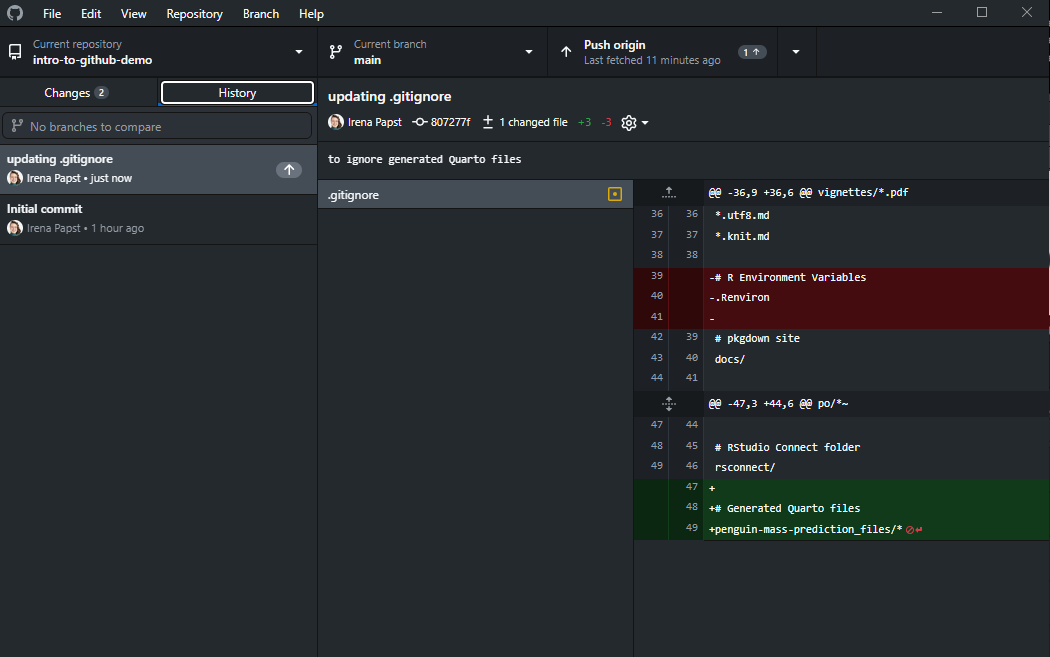 File Edit View Repository Branch Help
Current repository
intro-to-github-demo
Current branch
main
Push origin
Last fetched 11 minutes ago
1
Changes 2
History
No branches to compare
updating .gitignore
Irena Papst • just now
Initial commit
Irena Papst • 1 hour ago
updating .gitignore
Irena Papst 807277f 1 changed file +3 -3
to ignore generated Quarto files
.gitignore
@@ -36,9 +36,6 @@ vignettes/*.pdf
36 36 *.utf8.md
37 37 *.knit.md
38 38
39 -# R Environment Variables
40 -.Renviron
41 -
42 39 # pkgdown site
43 40 docs/
44 41
@@ -47,3 +44,6 @@ po/*~
47 44
48 45 # RStudio Connect folder
49 46 rsconnect/
47 +
48 +# Generated Quarto files
49 +penguin-mass-prediction_files/*